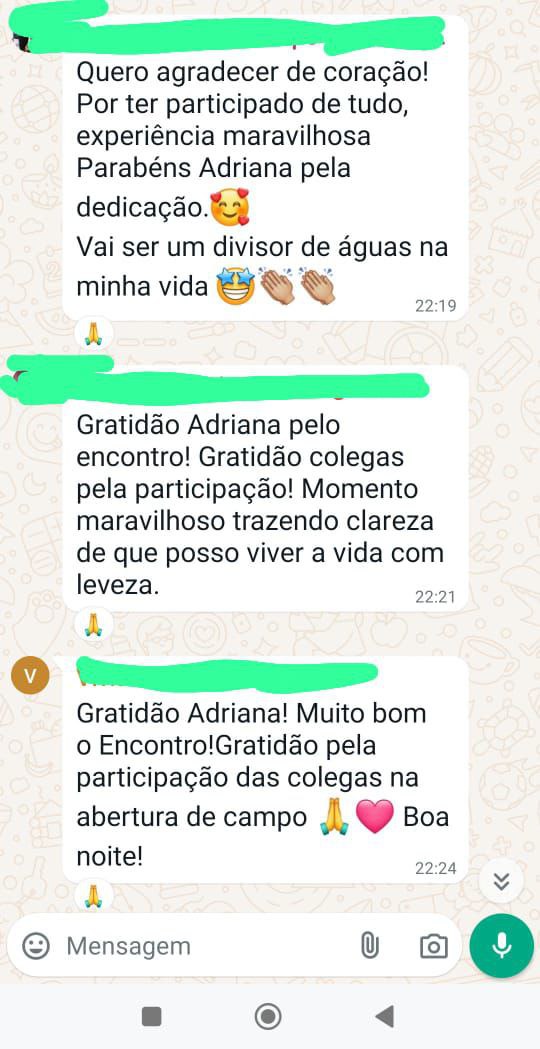 Quero agradecer de coração!
Por ter participado de tudo,
experiência maravilhosa
Parabéns Adriana pela
dedicação.🥰
Vai ser um divisor de águas na
minha vida 🤩👏🏼👏🏼
22:19
🙏
Gratidão Adriana pelo
encontro! Gratidão colegas
pela participação! Momento
maravilhoso trazendo clareza
de que posso viver a vida com
leveza.
22:21
🙏
V
Gratidão Adriana! Muito bom
o Encontro!Gratidão pela
participação das colegas na
abertura de campo 🙏💗 Boa
noite!
22:24
🙏
Mensagem